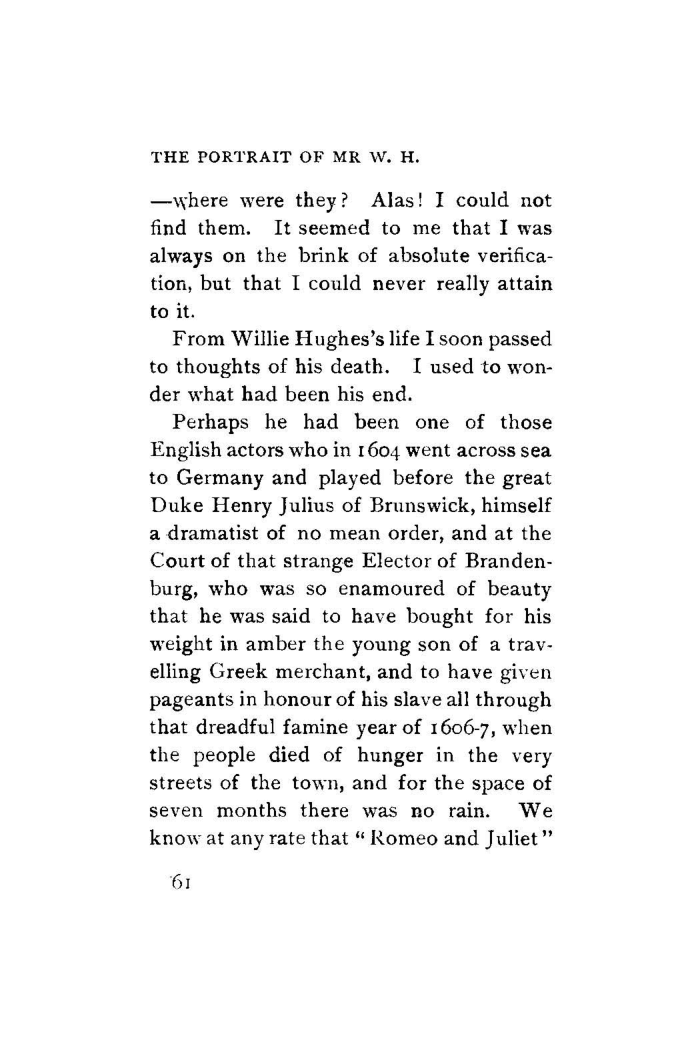 THE PORTRAIT OF MR W. H.
—where were they? Alas! I could not
find them. It seemed to me that I was
always on the brink of absolute verifica-
tion, but that I could never really attain
to it.
From Willie Hughes's life I soon passed
to thoughts of his death. I used to won-
der what had been his end.
Perhaps he had been one of those
English actors who in 1604 went across sea
to Germany and played before the great
Duke Henry Julius of Brunswick, himself
a dramatist of no mean order, and at the
Court of that strange Elector of Branden-
burg, who was so enamoured of beauty
that he was said to have bought for his
weight in amber the young son of a trav-
elling Greek merchant, and to have given
pageants in honour of his slave all through
that dreadful famine year of 1606-7, when
the people died of hunger in the very
streets of the town, and for the space of
seven months there was no rain. We
know at any rate that "Romeo and Juliet"
61